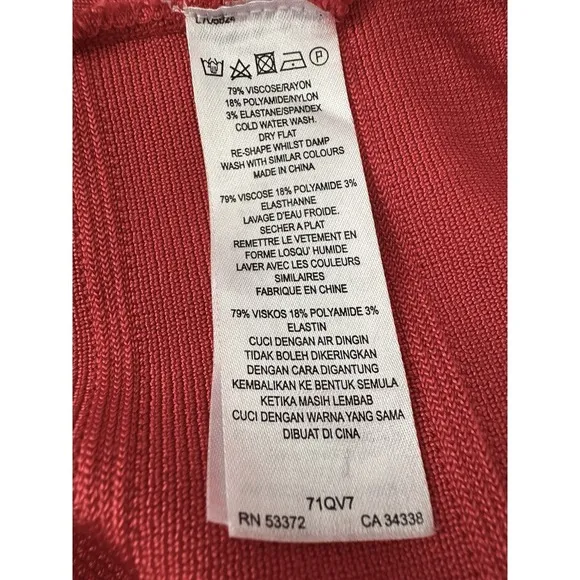 P
79% VISCOSE/RAYON
18% POLYAMIDE/NYLON
3% ELASTANE/SPANDEX
COLD WATER WASH.
DRY FLAT
RE-SHAPE WHILST DAMP
WASH WITH SIMILAR COLOURS
MADE IN CHINA
79% VISCOSE 18% POLYAMIDE 3%
ELASTHANNE
LAVAGE D'EAU FROIDE.
SECHER A PLAT
REMETTRE LE VETEMENT EN
FORME LOSQU' HUMIDE
LAVER AVEC LES COULEURS
SIMILAIRES
FABRIQUE EN CHINE
79% VISKOS 18% POLYAMIDE 3%
ELASTIN
CUCI DENGAN AIR DINGIN
TIDAK BOLEH DIKERINGKAN
DENGAN CARA DIGANTUNG
KEMBALIKAN KE BENTUK SEMULA
KETIKA MASIH LEMBAB
CUCI DENGAN WARNA YANG SAMA
DIBUAT DI CINA
71QV7
RN 53372 CA 34338